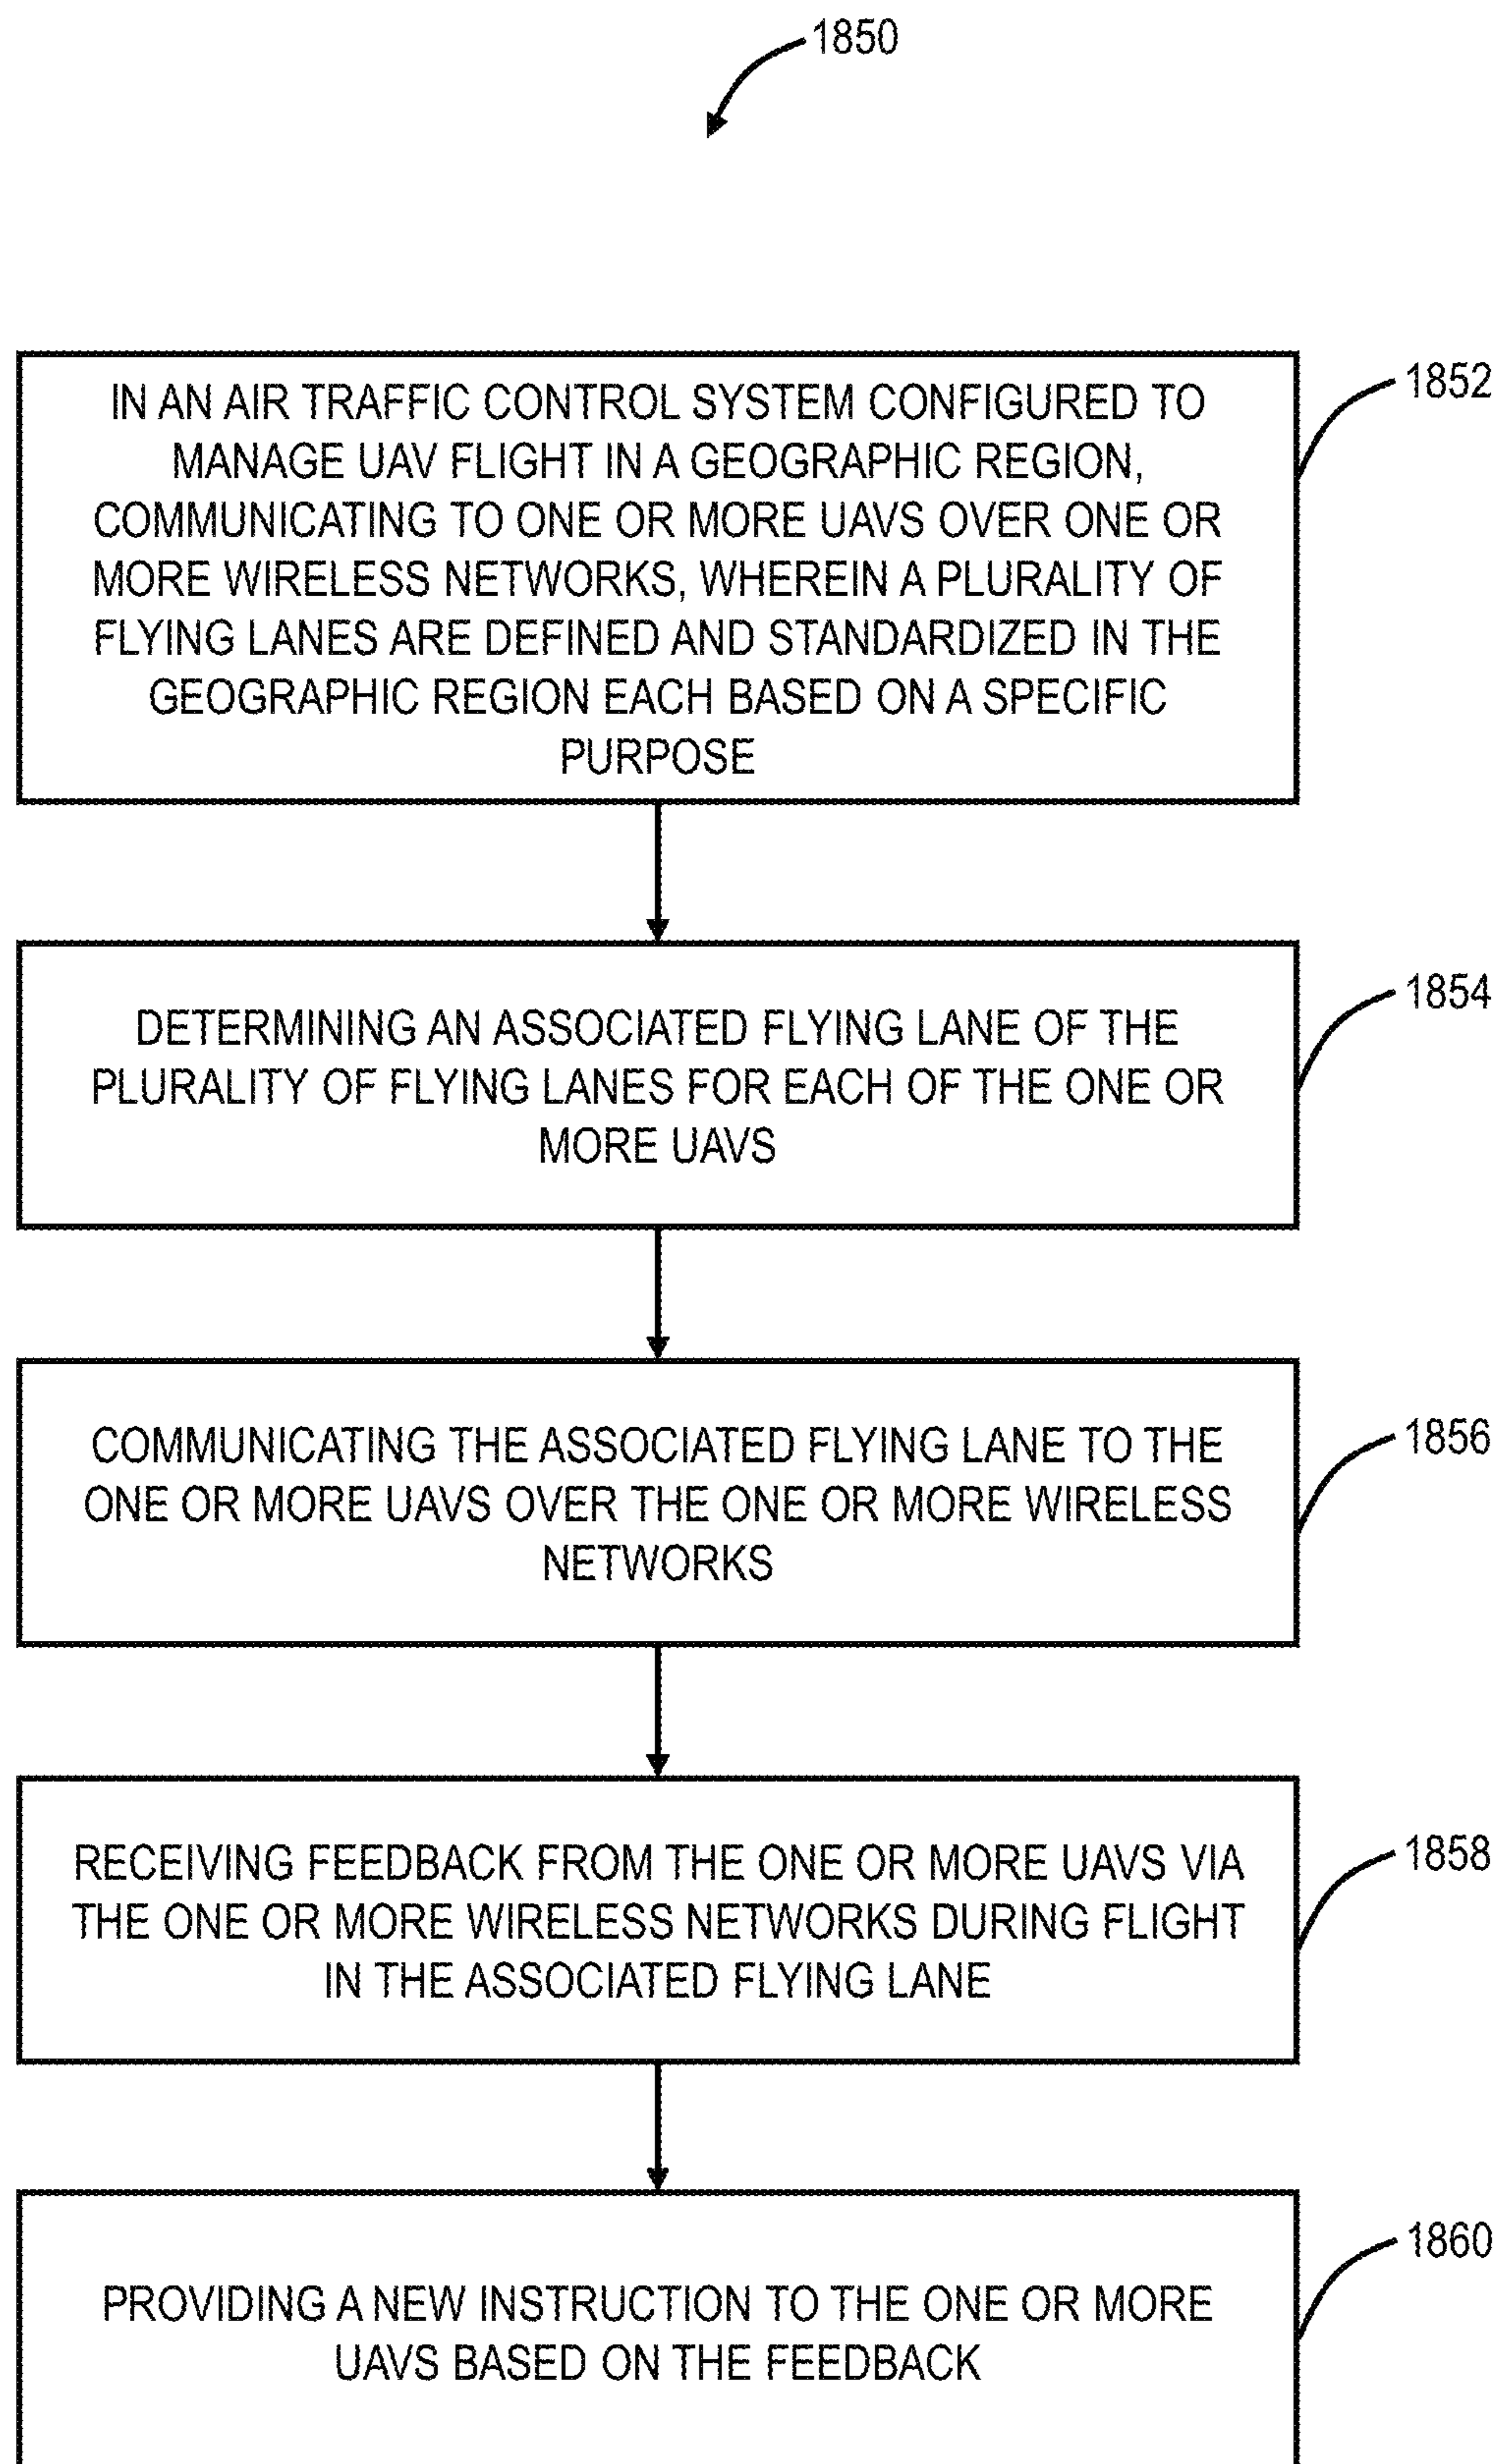 1850
IN AN AIR TRAFFIC CONTROL SYSTEM CONFIGURED TO
MANAGE UAV FLIGHT IN A GEOGRAPHIC REGION,
COMMUNICATING TO ONE OR MORE UAVS OVER ONE OR
MORE WIRELESS NETWORKS, WHEREIN A PLURALITY OF
FLYING LANES ARE DEFINED AND STANDARDIZED IN THE
GEOGRAPHIC REGION EACH BASED ON A SPECIFIC
PURPOSE
1852
DETERMINING AN ASSOCIATED FLYING LANE OF THE
PLURALITY OF FLYING LANES FOR EACH OF THE ONE OR
MORE UAVS
1854
COMMUNICATING THE ASSOCIATED FLYING LANE TO THE
ONE OR MORE UAVS OVER THE ONE OR MORE WIRELESS
NETWORKS
1856
RECEIVING FEEDBACK FROM THE ONE OR MORE UAVS VIA
THE ONE OR MORE WIRELESS NETWORKS DURING FLIGHT
IN THE ASSOCIATED FLYING LANE
1858
PROVIDING A NEW INSTRUCTION TO THE ONE OR MORE
UAVS BASED ON THE FEEDBACK
1860